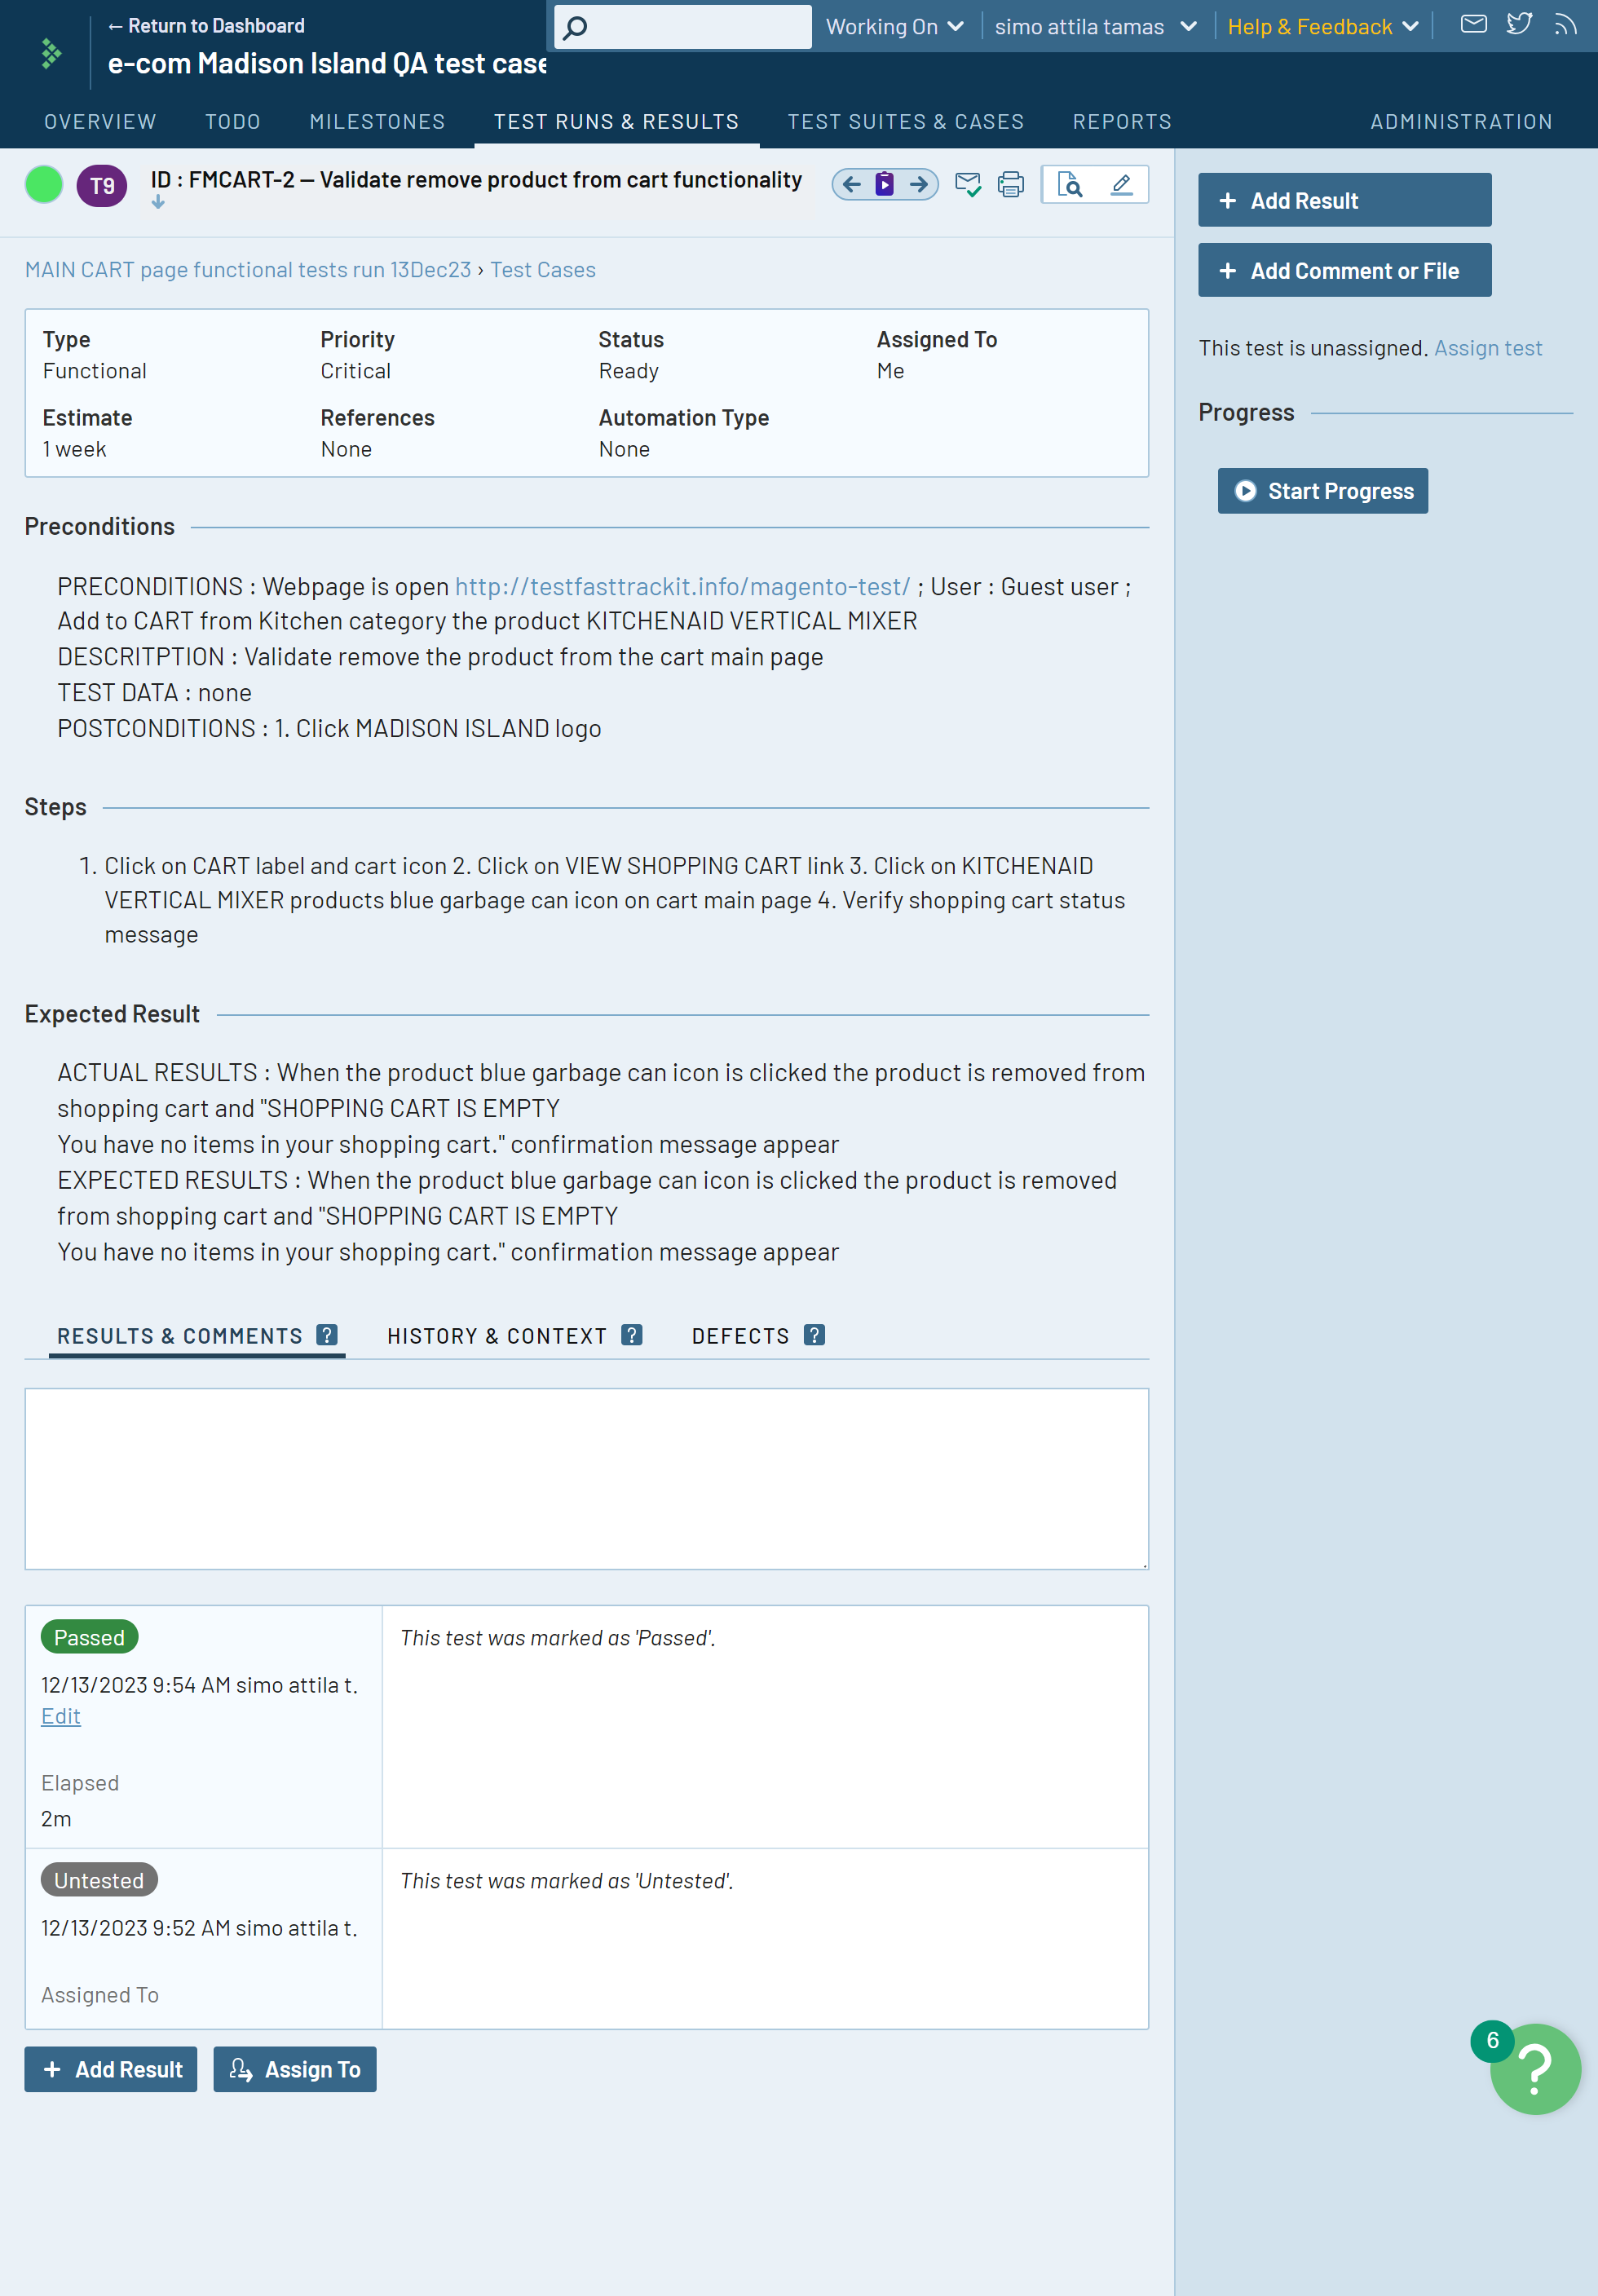 ← Return to Dashboard
e-com Madison Island QA test case
Working On
simo attila tamas
Help & Feedback
OVERVIEW
TODO
MILESTONES
TEST RUNS & RESULTS
TEST SUITES & CASES
REPORTS
ADMINISTRATION
T9
ID : FMCART-2 — Validate remove product from cart functionality
MAIN CART page functional tests run 13Dec23 › Test Cases
Type
Priority
Status
Assigned To
Functional
Critical
Ready
Me
Estimate
References
Automation Type
1 week
None
None
Preconditions
PRECONDITIONS : Webpage is open http://testfasttrackit.info/magento-test/ ; User : Guest user ;
Add to CART from Kitchen category the product KITCHENAID VERTICAL MIXER
DESCRITPTION : Validate remove the product from the cart main page
TEST DATA : none
POSTCONDITIONS : 1. Click MADISON ISLAND logo
Steps
1. Click on CART label and cart icon 2. Click on VIEW SHOPPING CART link 3. Click on KITCHENAID
VERTICAL MIXER products blue garbage can icon on cart main page 4. Verify shopping cart status
message
Expected Result
ACTUAL RESULTS : When the product blue garbage can icon is clicked the product is removed from
shopping cart and "SHOPPING CART IS EMPTY
You have no items in your shopping cart." confirmation message appear
EXPECTED RESULTS : When the product blue garbage can icon is clicked the product is removed
from shopping cart and "SHOPPING CART IS EMPTY
You have no items in your shopping cart." confirmation message appear
RESULTS & COMMENTS ?
HISTORY & CONTEXT ?
DEFECTS ?
Passed
This test was marked as 'Passed'.
12/13/2023 9:54 AM simo attila t.
Edit
Elapsed
2m
Untested
This test was marked as 'Untested'.
12/13/2023 9:52 AM simo attila t.
Assigned To
+ Add Result
Assign To
+ Add Result
+ Add Comment or File
This test is unassigned. Assign test
Progress
Start Progress
6
?